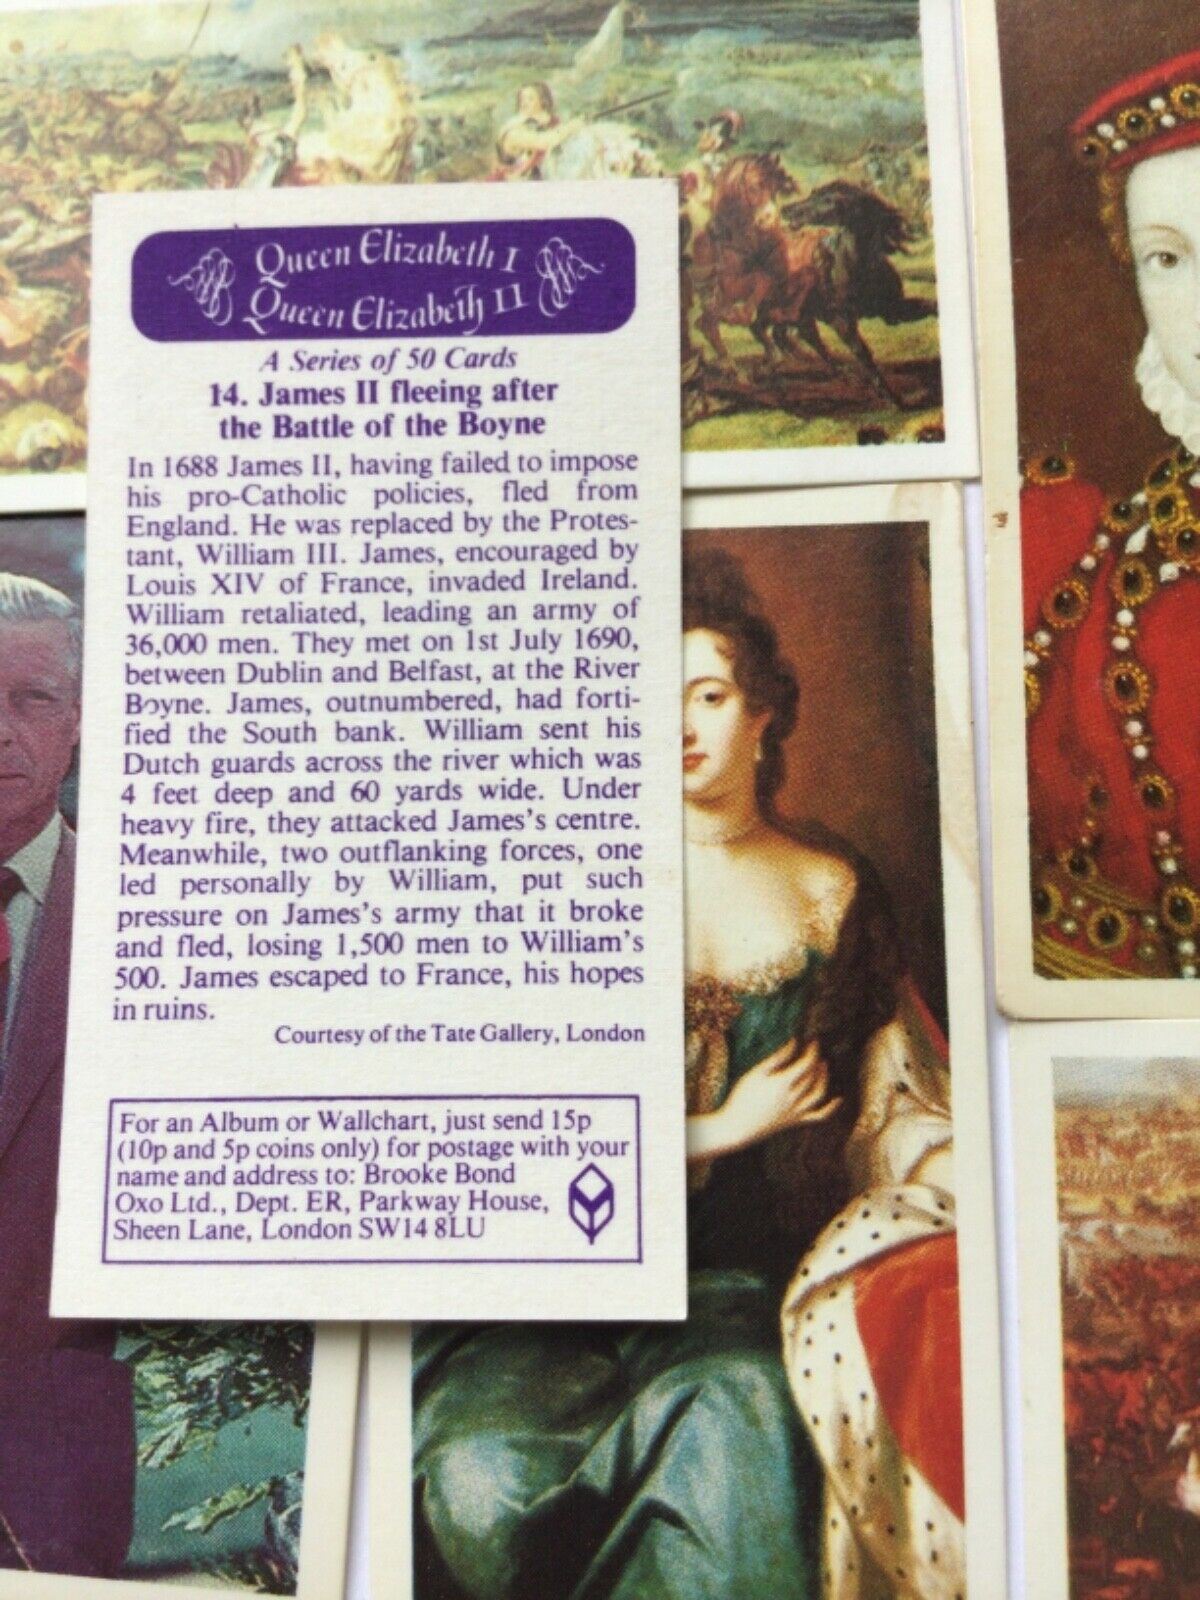 Queen Elizabeth I
Queen Elizabeth II
A Series of 50 Cards
14. James II fleeing after
the Battle of the Boyne
In 1688 James II, having failed to impose
his pro-Catholic policies, fled from
England. He was replaced by the Protes-
tant, William III. James, encouraged by
Louis XIV of France, invaded Ireland.
William retaliated, leading an army of
36,000 men. They met on 1st July 1690,
between Dublin and Belfast, at the River
Boyne. James, outnumbered, had forti-
fied the South bank. William sent his
Dutch guards across the river which was
4 feet deep and 60 yards wide. Under
heavy fire, they attacked James's centre.
Meanwhile, two outflanking forces, one
led personally by William, put such
pressure on James's army that it broke
and fled, losing 1,500 men to William's
500. James escaped to France, his hopes
in ruins.
Courtesy of the Tate Gallery, London
For an Album or Wallchart, just send 15p
(10p and 5p coins only) for postage with your
name and address to: Brooke Bond
Oxo Ltd., Dept. ER, Parkway House,
Sheen Lane, London SW14 8LU